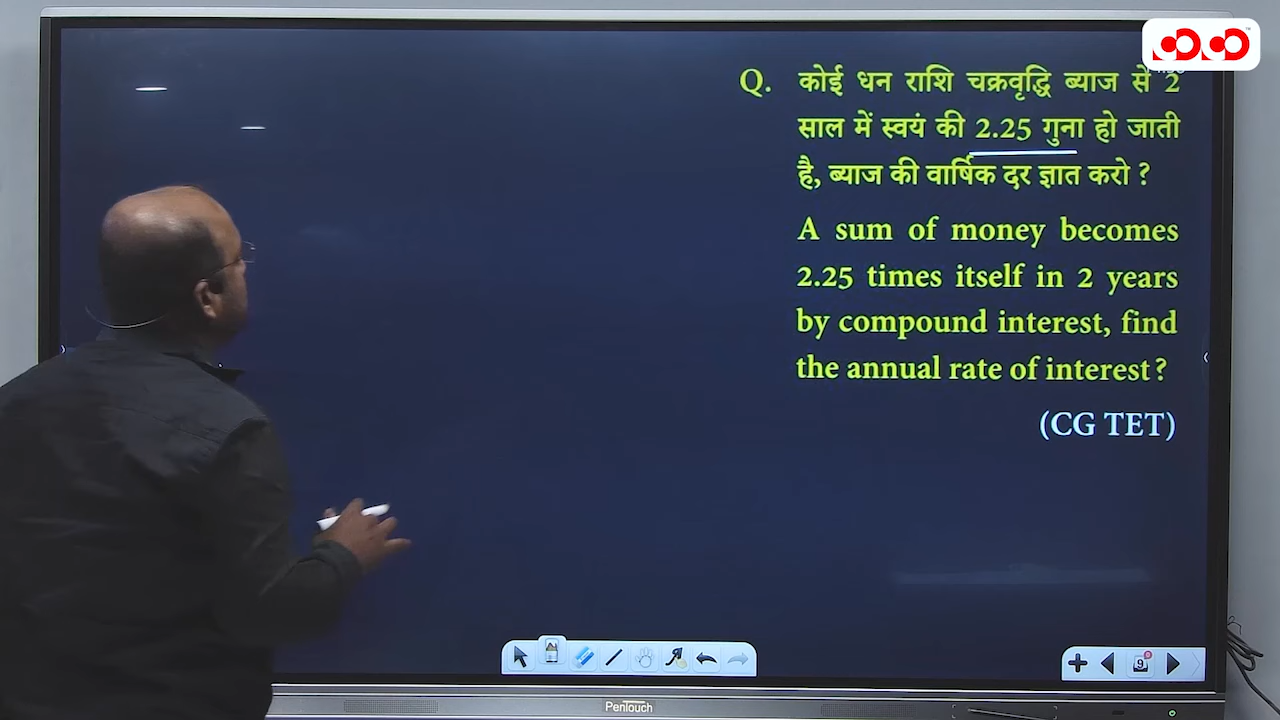 Q. कोई धन राशि चक्रवृद्धि ब्याज से 2
साल में स्वयं की 2.25 गुना हो जाती
है, ब्याज की वार्षिक दर ज्ञात करो ?
A sum of money becomes
2.25 times itself in 2 years
by compound interest, find
the annual rate of interest?
(CG TET)
9
PenTouch